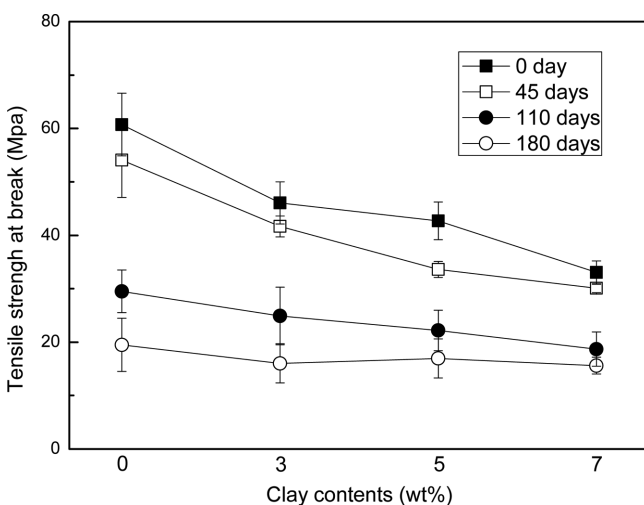 80
60
40
20
0
Tensile strengh at break (Mpa)
0 day
45 days
110 days
180 days
0 3 5 7
Clay contents (wt%)